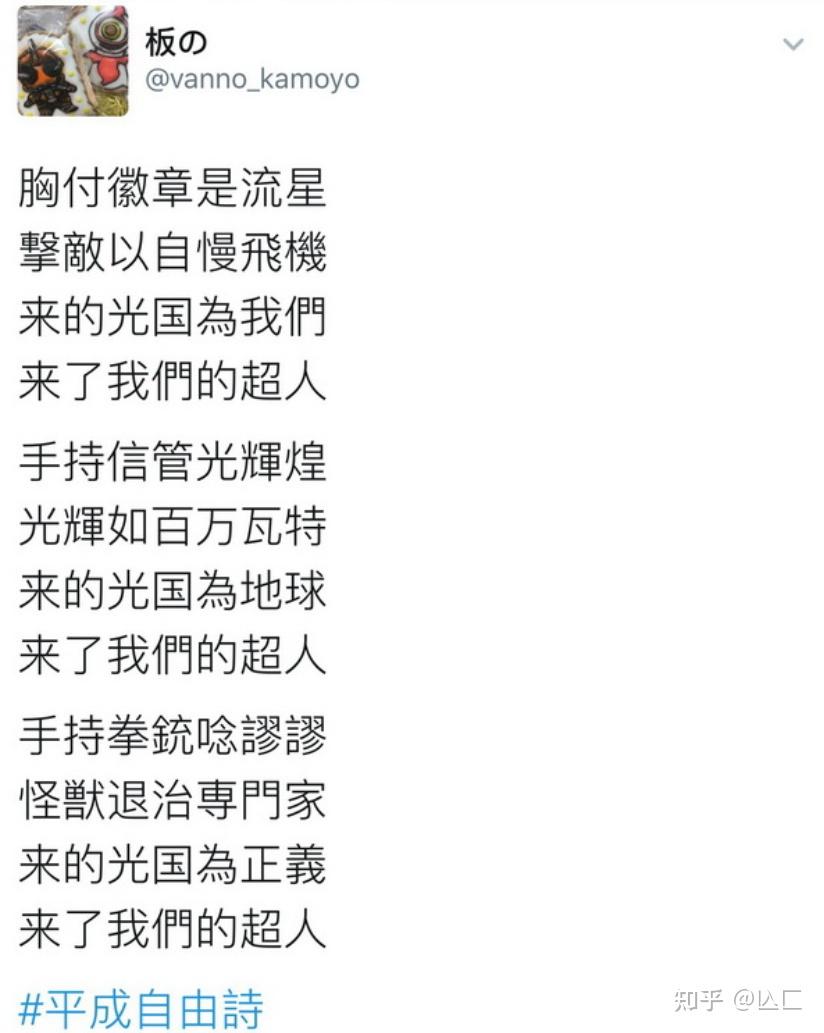 板の
@vanno_kamoyo
胸付徽章是流星
撃敵以自慢飛機
来的光国為我們
来了我們的超人
手持信管光輝煌
光輝如百万瓦特
来的光国為地球
来了我們的超人
手持拳銃唸謬謬
怪獣退治専門家
来的光国為正義
来了我們的超人
#平成自由詩
知乎 @亾匚